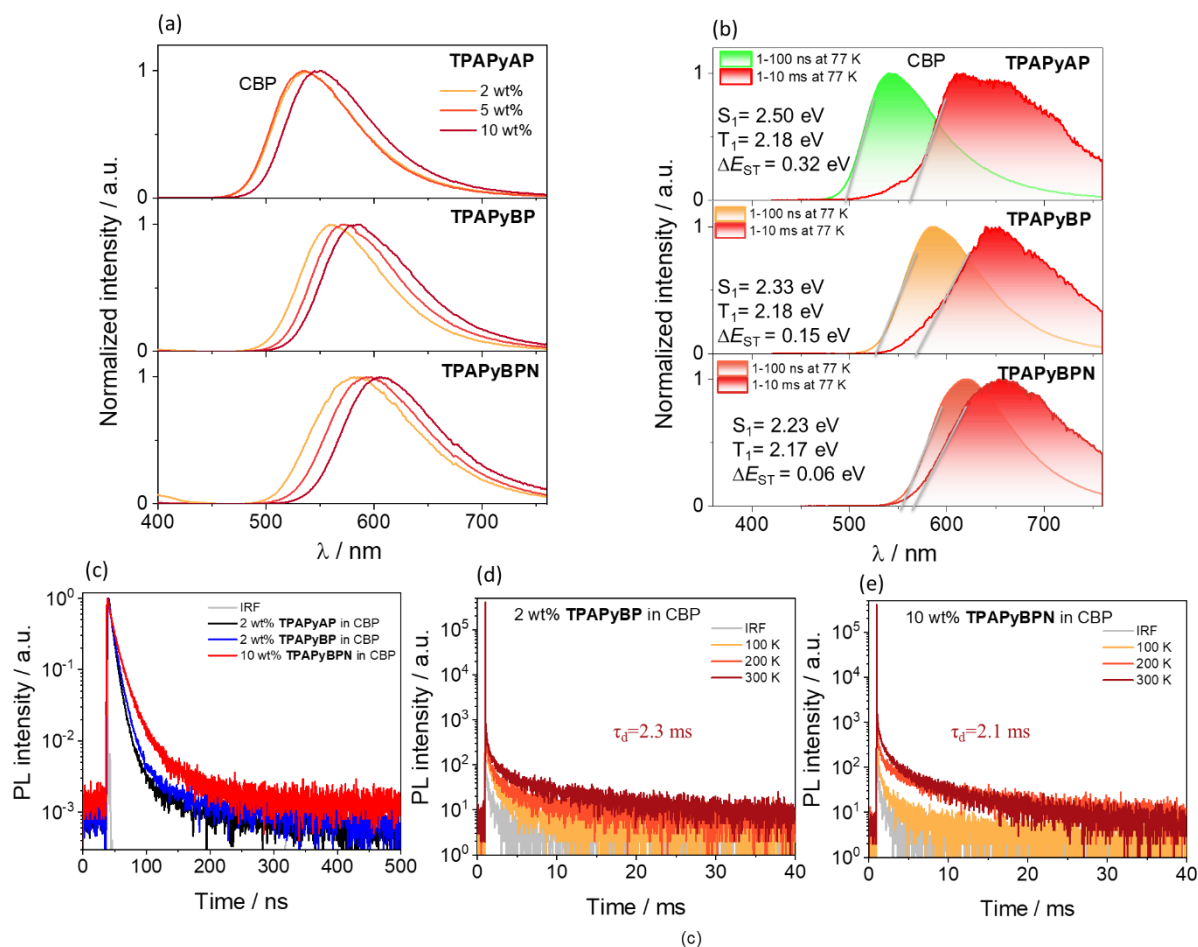 (a)
TPAPyAP
CBP
2 wt%
5 wt%
10 wt%
1
0
TPAPyBP
1
0
TPAPyBPN
1
0
400
500
600
700
Normalized intensity / a.u.
λ / nm
(b)
1-100 ns at 77 K
1-10 ms at 77 K
CBP
TPAPyAP
S1= 2.50 eV
T1= 2.18 eV
ΔEST = 0.32 eV
1
0
1-100 ns at 77 K
1-10 ms at 77 K
TPAPyBP
S1= 2.33 eV
T1= 2.18 eV
ΔEST = 0.15 eV
1
0
1-100 ns at 77 K
1-10 ms at 77 K
TPAPyBPN
S1= 2.23 eV
T1= 2.17 eV
ΔEST = 0.06 eV
1
0
400
500
600
700
Normalized intensity / a.u.
λ / nm
(c)
IRF
2 wt% TPAPyAP in CBP
2 wt% TPAPyBP in CBP
10 wt% TPAPyBPN in CBP
10^0
10^-1
10^-2
10^-3
0
100
200
300
400
500
PL intensity / a.u.
Time / ns
(d)
2 wt% TPAPyBP in CBP
IRF
100 K
200 K
300 K
τd=2.3 ms
10^5
10^4
10^3
10^2
10^1
10^0
0
10
20
30
40
PL intensity / a.u.
Time / ms
(e)
10 wt% TPAPyBPN in CBP
IRF
100 K
200 K
300 K
τd=2.1 ms
10^5
10^4
10^3
10^2
10^1
10^0
0
10
20
30
40
PL intensity / a.u.
Time / ms
(c)